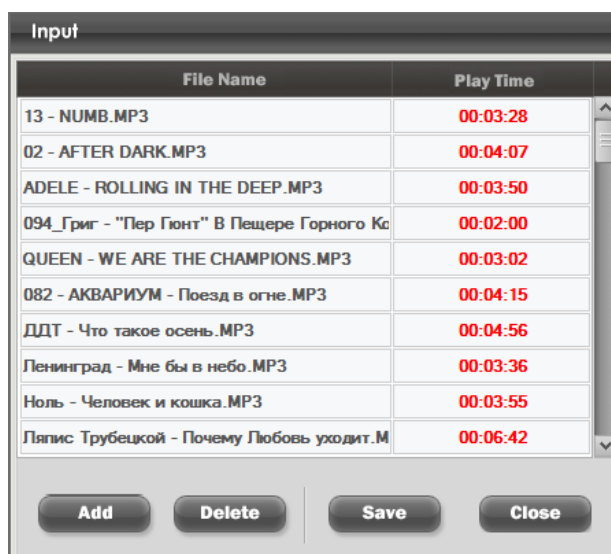 Input
File Name Play Time
13 - NUMB.MP3 00:03:28
02 - AFTER DARK.MP3 00:04:07
ADELE - ROLLING IN THE DEEP.MP3 00:03:50
094_Григ - "Пер Гюнт" В Пещере Горного Ко 00:02:00
QUEEN - WE ARE THE CHAMPIONS.MP3 00:03:02
082 - АКВАРИУМ - Поезд в огне.MP3 00:04:15
ДДТ - Что такое осень.MP3 00:04:56
Ленинград - Мне бы в небо.MP3 00:03:36
Ноль - Человек и кошка.MP3 00:03:55
Ляпис Трубецкой - Почему Любовь уходит.M 00:06:42
Add Delete Save Close